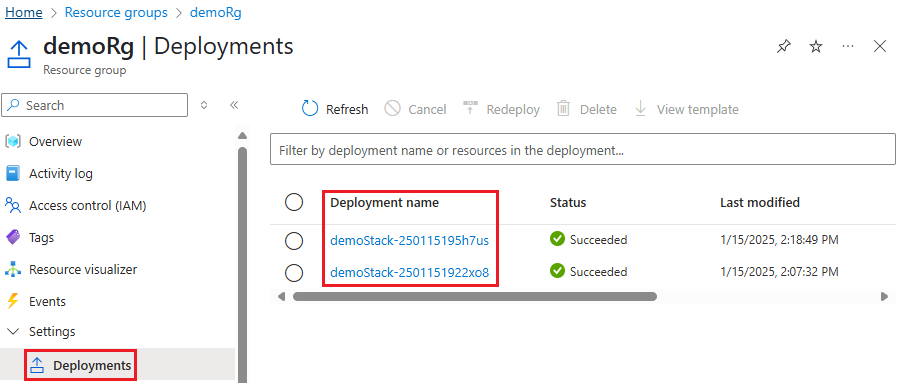 Home > Resource groups > demoRg
demoRg | Deployments
Resource group
Search
Refresh Cancel Redeploy Delete View template
Overview
Activity log
Access control (IAM)
Tags
Resource visualizer
Events
Settings
Deployments
Filter by deployment name or resources in the deployment...
Deployment name Status Last modified
demoStack-250115195h7us Succeeded 1/15/2025, 2:18:49 PM
demoStack-2501151922xo8 Succeeded 1/15/2025, 2:07:32 PM